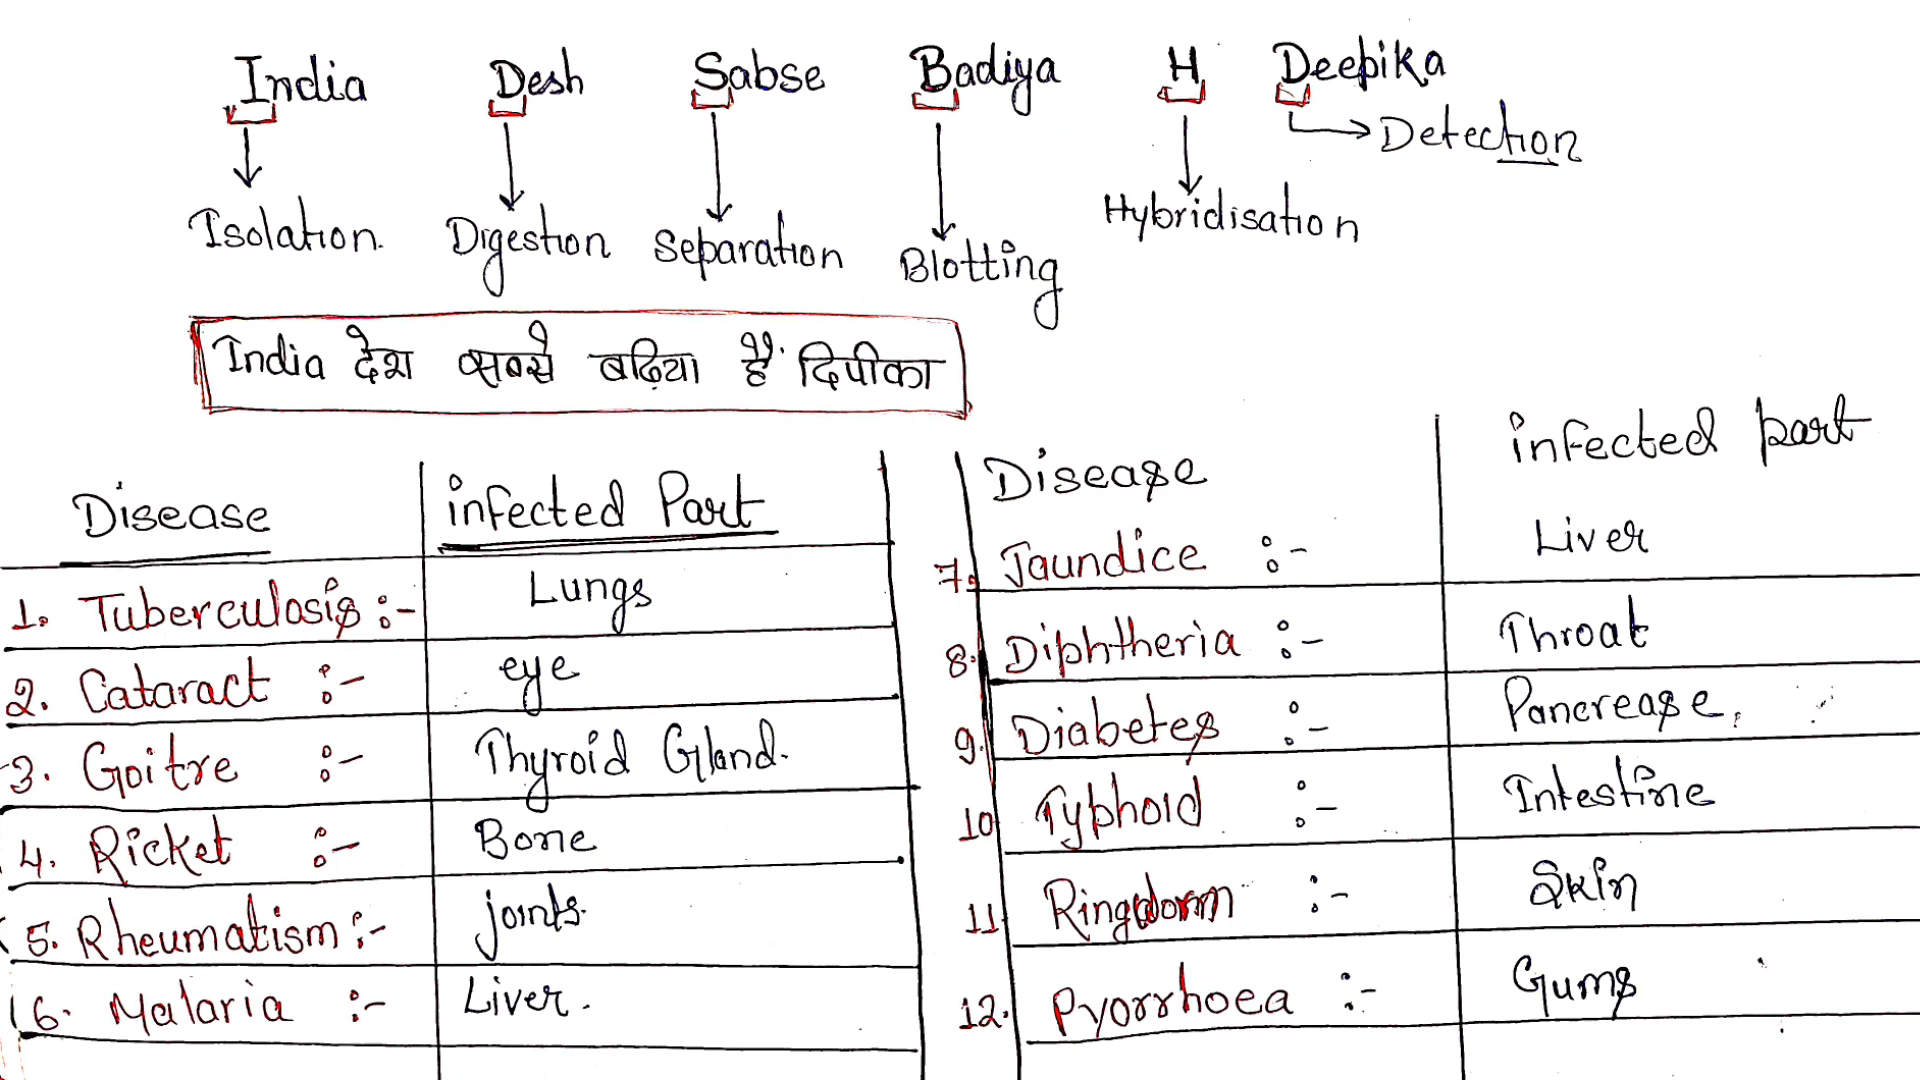 India Desh Sabse Badiya H Deepika
Detection
Isolation. Digestion Separation Blotting Hybridisation
India देश सबसे बढ़िया हैं दिपीका
Disease infected Part
1. Tuberculosis :- Lungs
2. Cataract :- eye
3. Goitre :- Thyroid Gland.
4. Ricket :- Bone
5. Rheumatism :- joints.
6. Malaria :- Liver.
Disease infected part
7. Jaundice :- Liver
8. Diphtheria :- Throat
9. Diabetes :- Pancrease,
10 Typhoid :- Intestine
11 Ringworm :- Skin
12. Pyorrhoea :- Gums